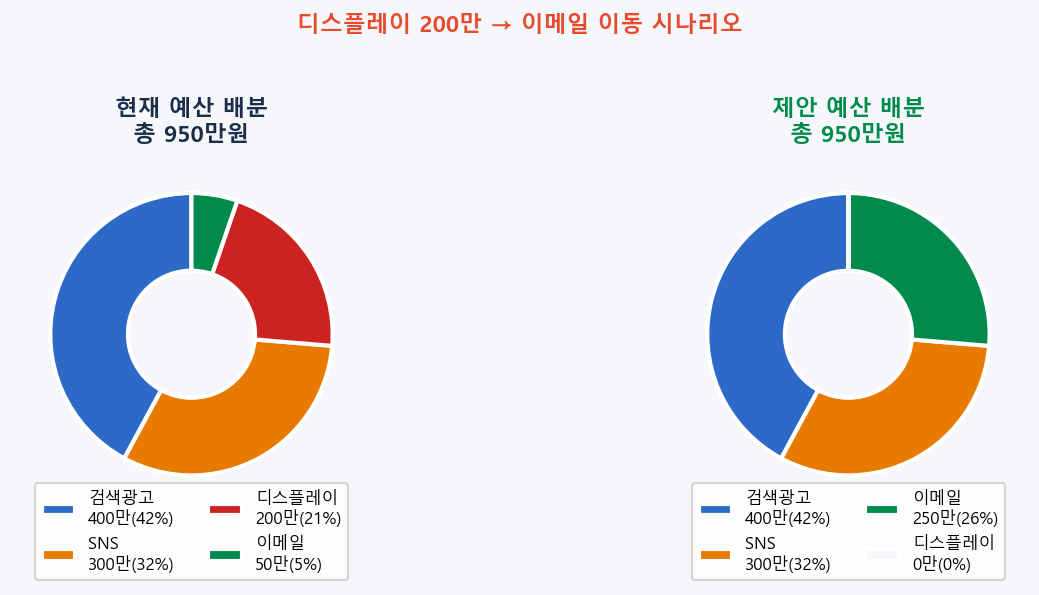 디스플레이 200만 → 이메일 이동 시나리오
현재 예산 배분
총 950만원
검색광고
400만(42%)
SNS
300만(32%)
디스플레이
200만(21%)
이메일
50만(5%)
제안 예산 배분
총 950만원
검색광고
400만(42%)
SNS
300만(32%)
이메일
250만(26%)
디스플레이
0만(0%)